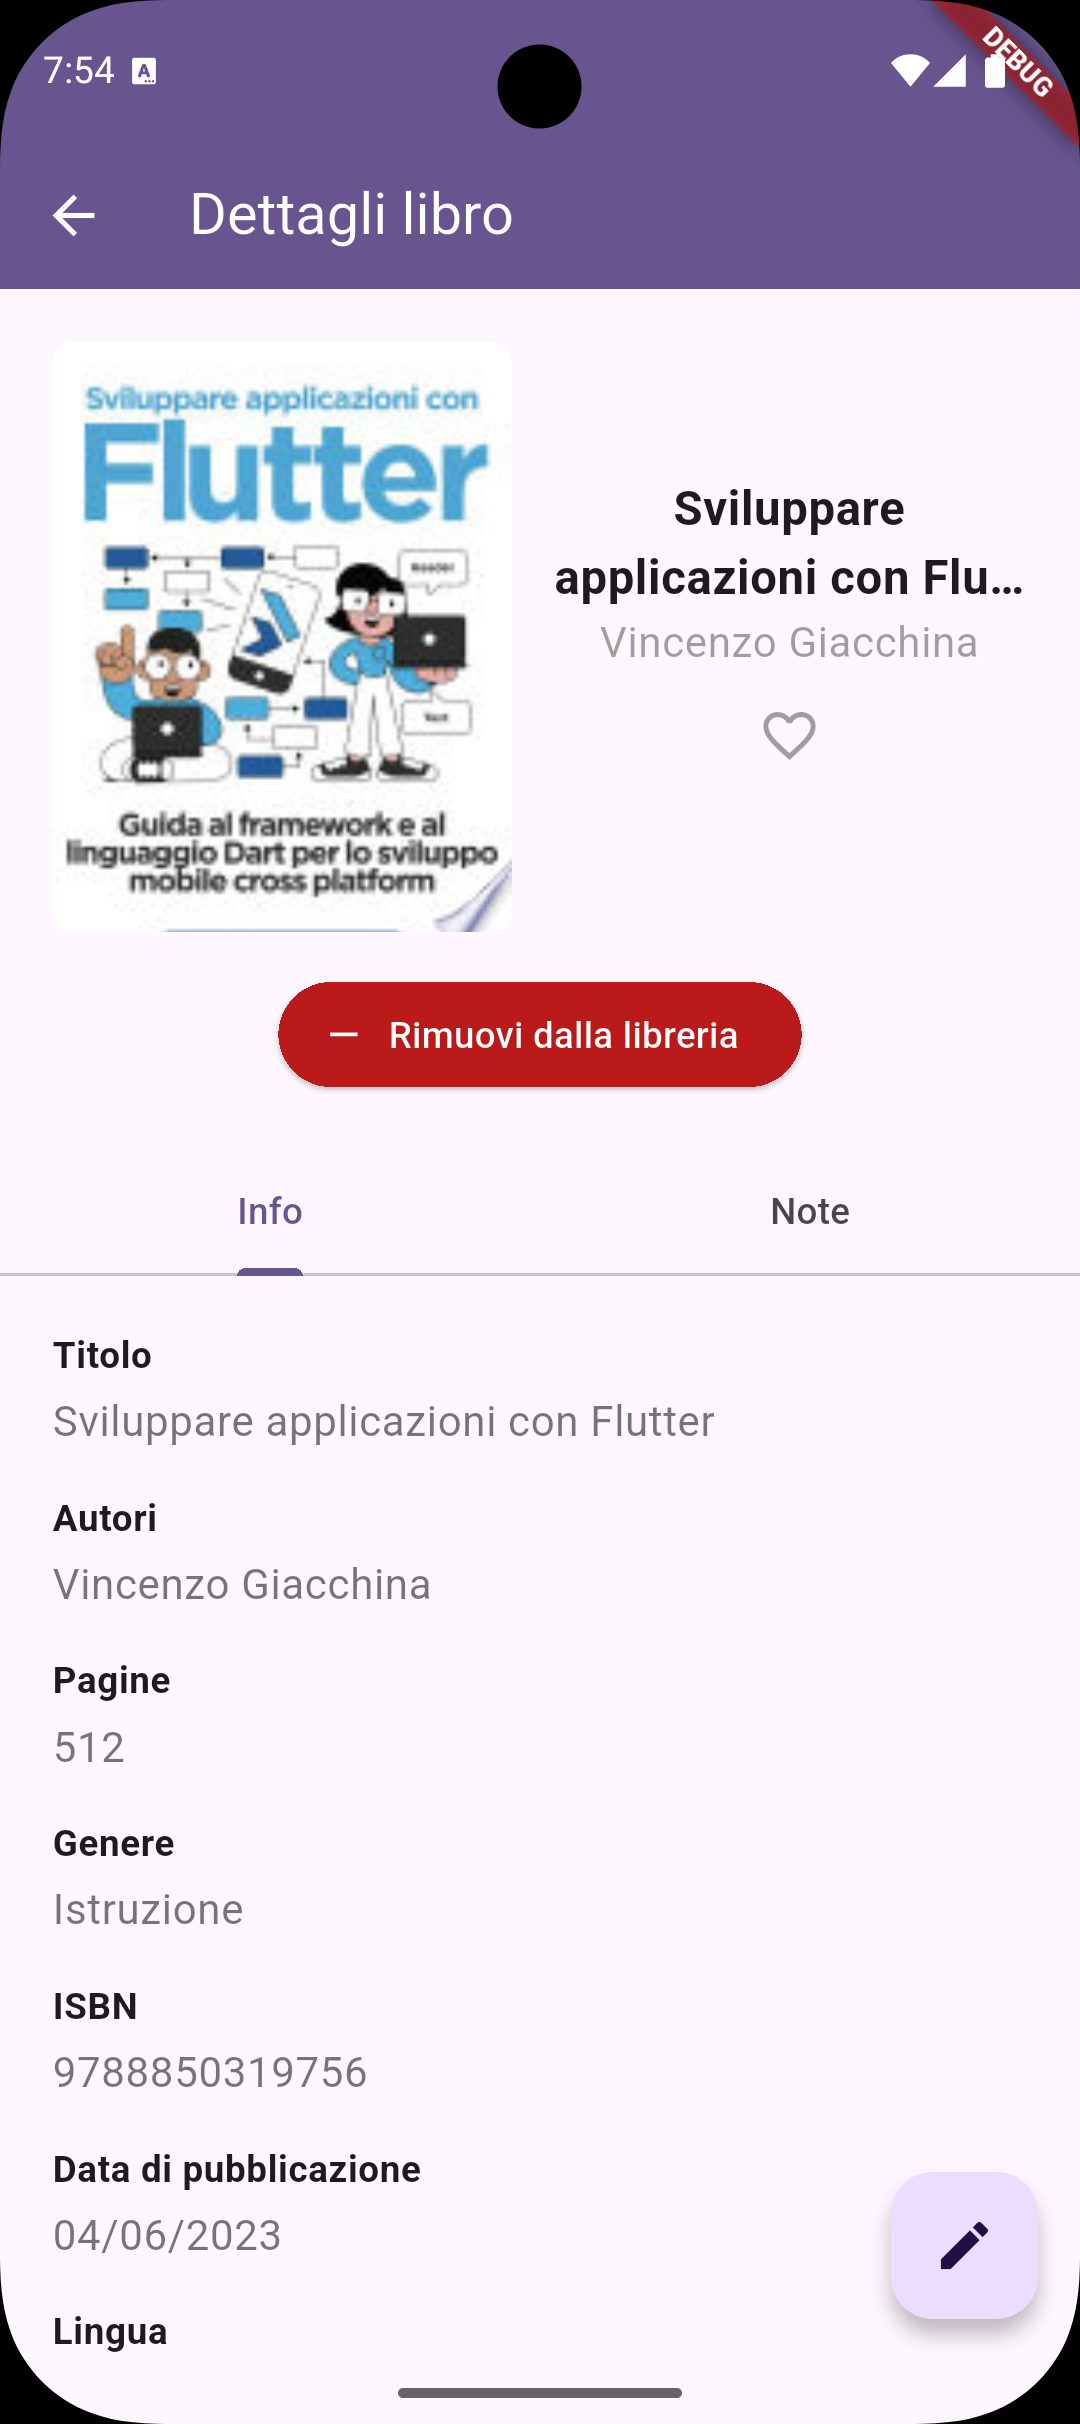 7:54
DEBUG
Dettagli libro
Sviluppare applicazioni con
Flutter
Guida al framework e al
linguaggio Dart per lo sviluppo
mobile cross platform
Sviluppare
applicazioni con Flu...
Vincenzo Giacchina
Rimuovi dalla libreria
Info
Note
Titolo
Sviluppare applicazioni con Flutter
Autori
Vincenzo Giacchina
Pagine
512
Genere
Istruzione
ISBN
9788850319756
Data di pubblicazione
04/06/2023
Lingua